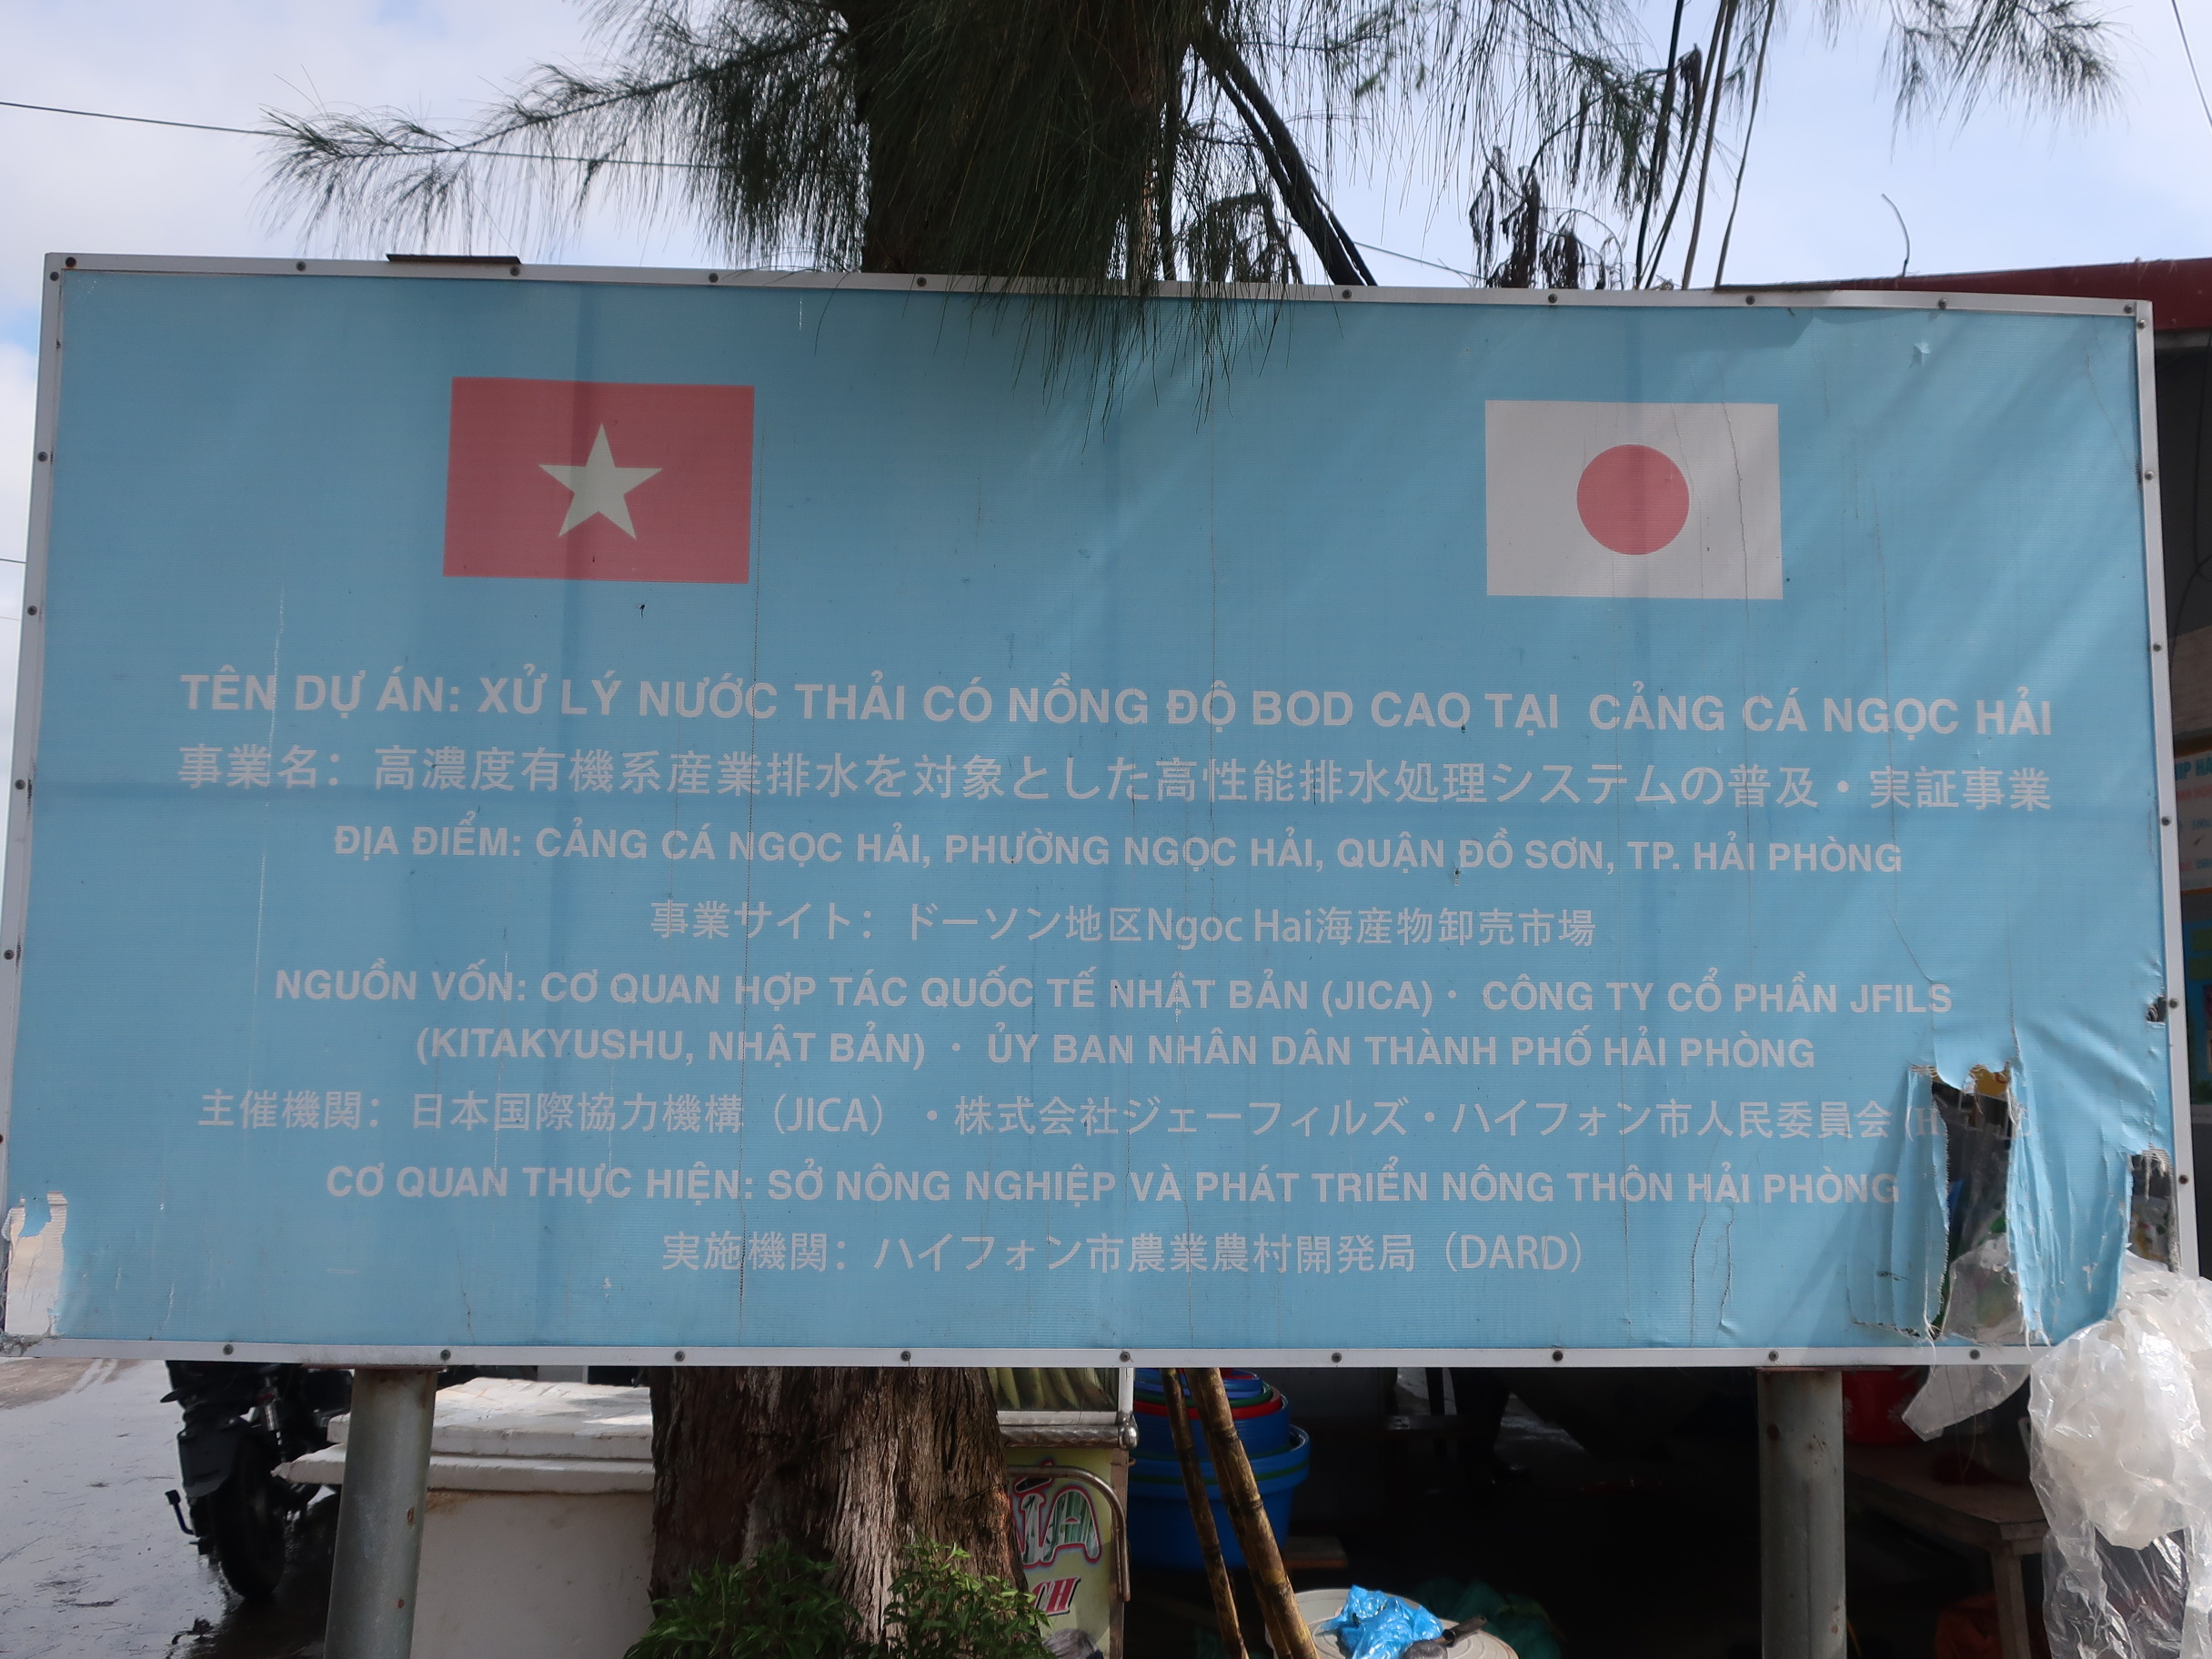 TÊN DỰ ÁN: XỬ LÝ NƯỚC THẢI CÓ NỒNG ĐỘ BOD CAO TẠI CẢNG CÁ NGỌC HẢI
事業名：高濃度有機系産業排水を対象とした高性能排水処理システムの普及・実証事業
ĐỊA ĐIỂM: CẢNG CÁ NGỌC HẢI, PHƯỜNG NGỌC HẢI, QUẬN ĐỒ SƠN, TP. HẢI PHÒNG
事業サイト：ドーソン地区Ngoc Hai海産物卸売市場
NGUỒN VỐN: CƠ QUAN HỢP TÁC QUỐC TẾ NHẬT BẢN (JICA)・ CÔNG TY CỔ PHẦN JFILS
(KITAKYUSHU, NHẬT BẢN) ・ ỦY BAN NHÂN DÂN THÀNH PHỐ HẢI PHÒNG
主催機関：日本国際協力機構（JICA）・株式会社ジェーフィルズ・ハイフォン市人民委員会
CƠ QUAN THỰC HIỆN: SỞ NÔNG NGHIỆP VÀ PHÁT TRIỂN NÔNG THÔN HẢI PHÒNG
実施機関：ハイフォン市農業農村開発局（DARD）